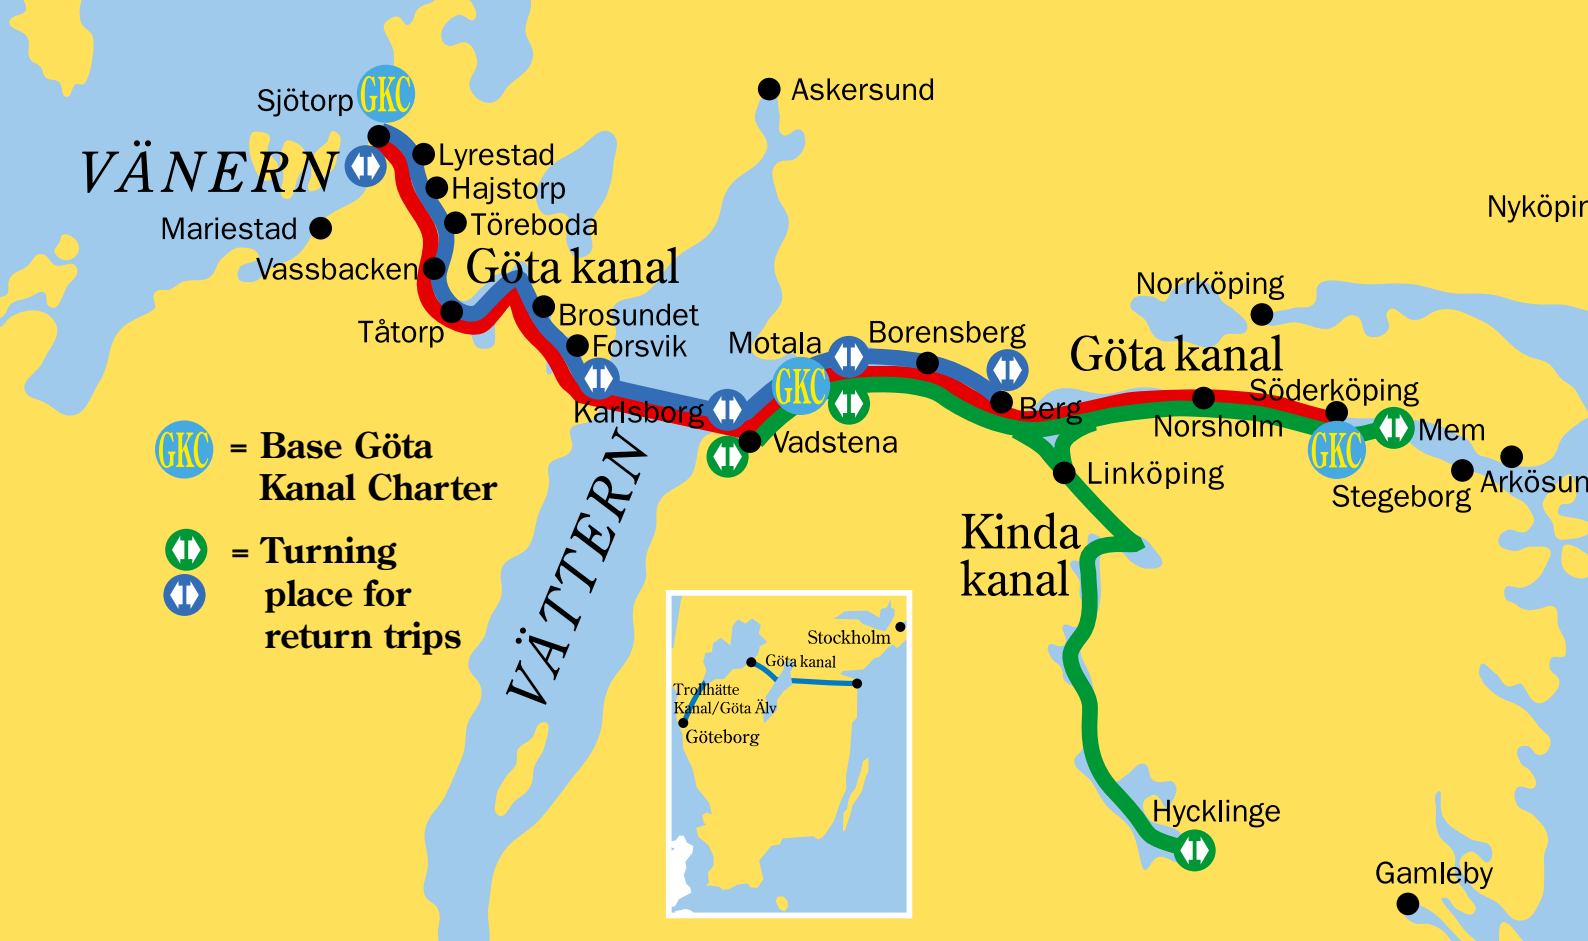 Askersund
Sjötorp
GKC
Lyrestad
VÄNERN
Hajstorp
Nyköpin
Mariestad
Töreboda
Vassbacken
Göta kanal
Norrköping
Brosundet
Tåtorp
Forsvik
Motala
Borensberg
Göta kanal
GKC
Söderköping
Karlsborg
Berg
Norsholm
Mem
Vadstena
GKC
Linköping
Arkösun
Stegeborg
GKC = Base Göta
Kanal Charter
= Turning
place for
return trips
VÄTTERN
Kinda
kanal
Stockholm
Göta kanal
Trollhätte
Kanal/Göta Älv
Göteborg
Hycklinge
Gamleby